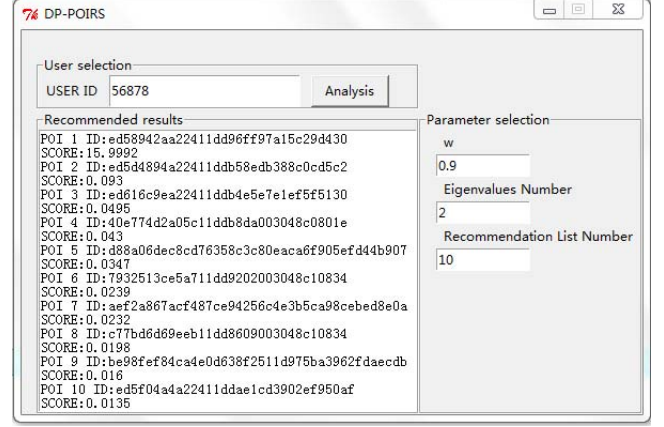 DP-POIRS
User selection
USER ID 56878 Analysis
Recommended results
POI 1 ID:ed58942aa22411dd96ff97a15c29d430
SCORE:15.9992
POI 2 ID:ed5d4894a22411ddb58edb388c0cd5c2
SCORE:0.093
POI 3 ID:ed616c9ea22411ddb4e5e7e1ef5f5130
SCORE:0.0495
POI 4 ID:40e774d2a05c11ddb8da003048c0801e
SCORE:0.043
POI 5 ID:d88a06dec8cd76358c3c80eaca6f905efd44b907
SCORE:0.0347
POI 6 ID:7932513ce5a711dd9202003048c10834
SCORE:0.0239
POI 7 ID:aef2a867acf487ce94256c4e3b5ca98cebed8e0a
SCORE:0.0232
POI 8 ID:c77bd6d69eeb11dd8609003048c10834
SCORE:0.0198
POI 9 ID:be98fef84ca4e0d638f2511d975ba3962fdaecdb
SCORE:0.016
POI 10 ID:ed5f04a4a22411ddae1cd3902ef950af
SCORE:0.0135
Parameter selection
w
0.9
Eigenvalues Number
2
Recommendation List Number
10